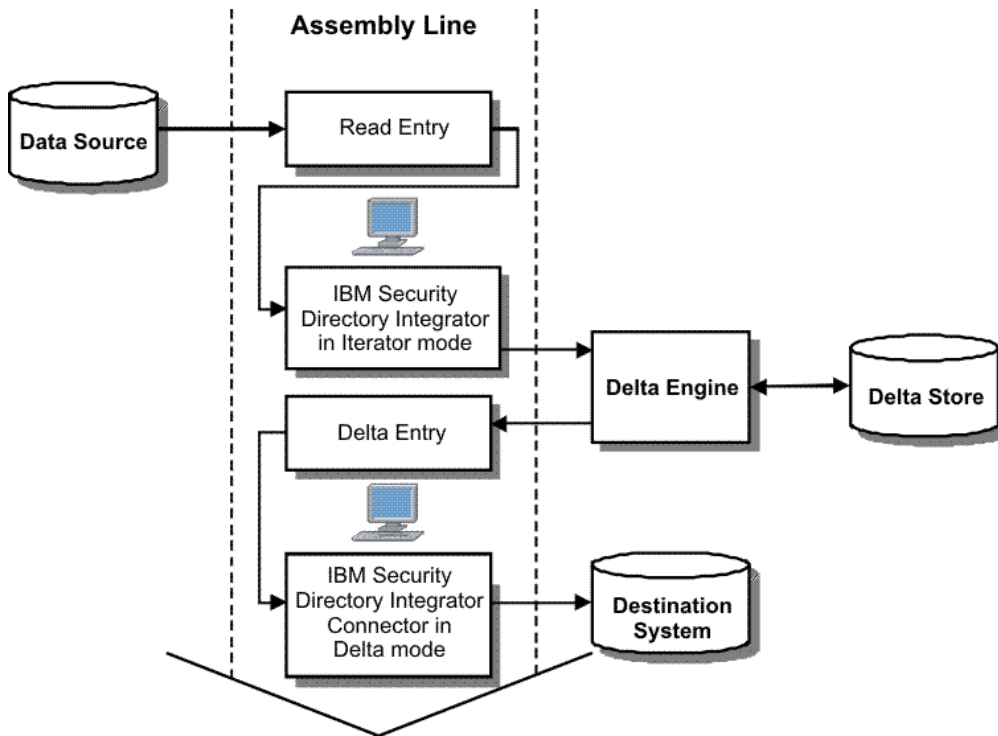 Assembly Line
Data Source
Read Entry
IBM Security
Directory Integrator
in Iterator mode
Delta Engine
Delta Store
Delta Entry
IBM Security
Directory Integrator
Connector in
Delta mode
Destination
System